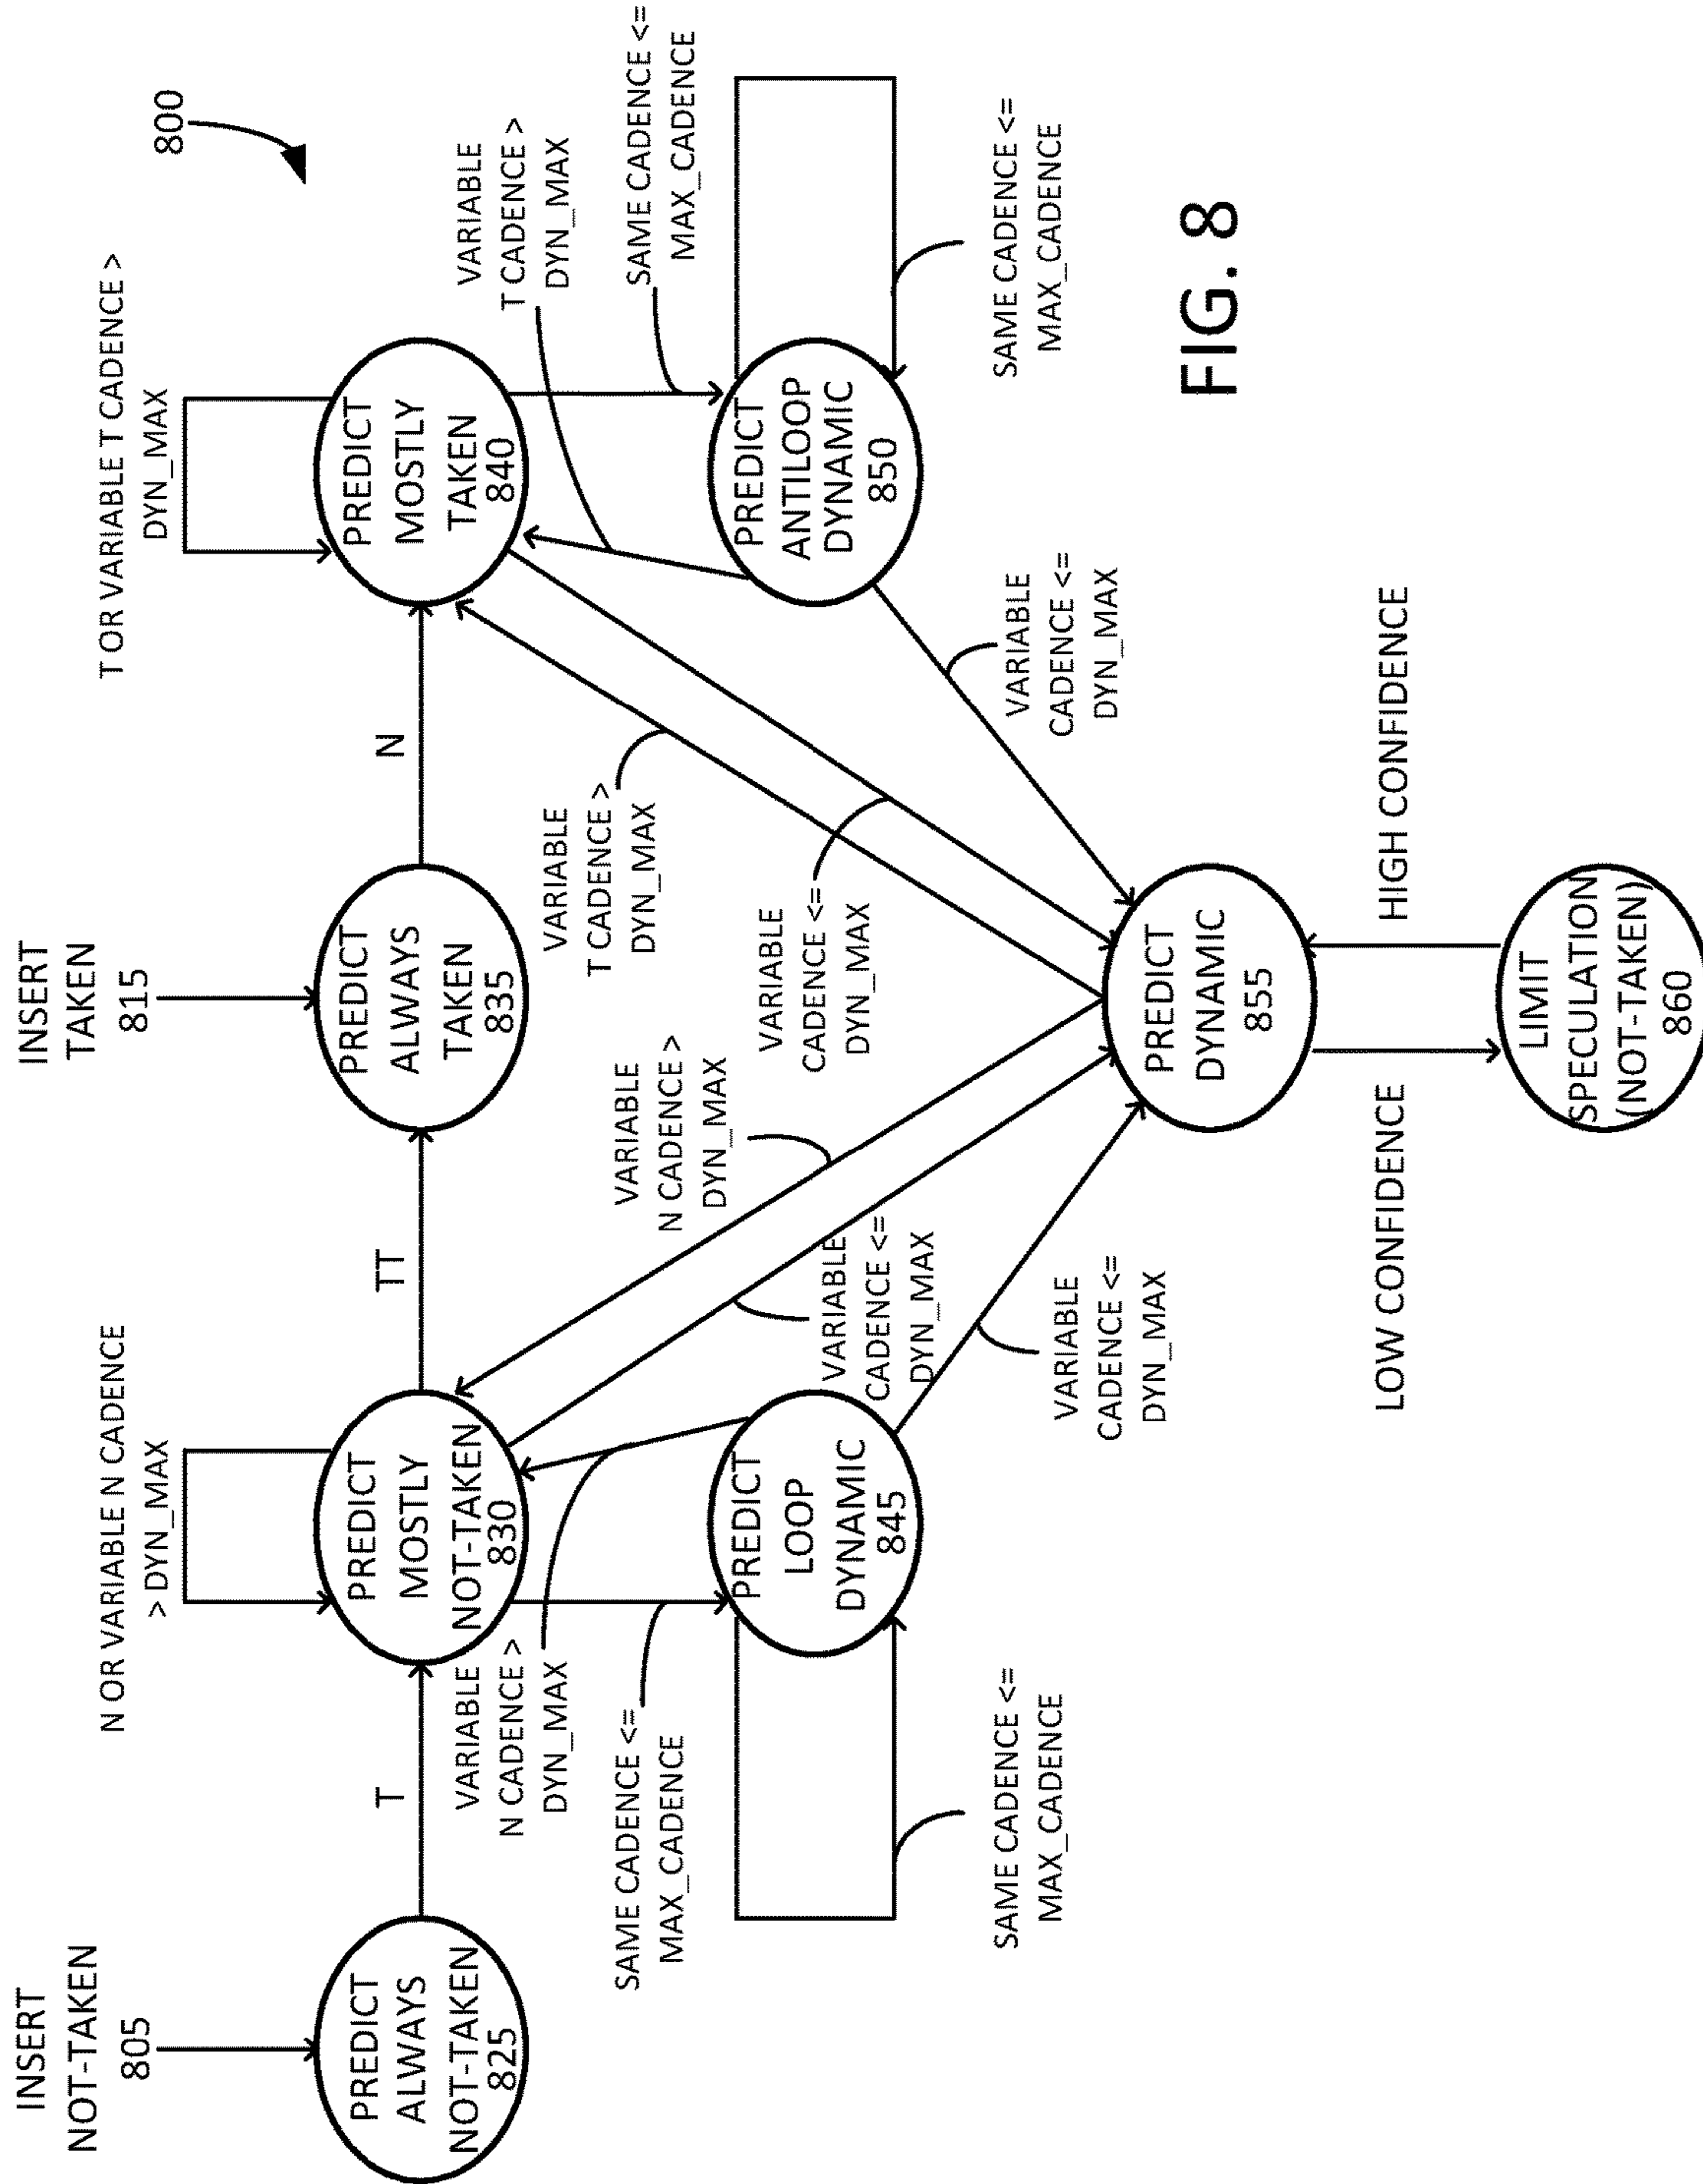 800
INSERT
NOT-TAKEN
805
INSERT
TAKEN
815
N OR VARIABLE N CADENCE
> DYN_MAX
T OR VARIABLE T CADENCE >
DYN_MAX
PREDICT
ALWAYS
NOT-TAKEN
825
T
PREDICT
MOSTLY
NOT-TAKEN
830
TT
PREDICT
ALWAYS
TAKEN
835
N
PREDICT
MOSTLY
TAKEN
840
VARIABLE
N CADENCE >
DYN_MAX
SAME CADENCE <=
MAX_CADENCE
VARIABLE
T CADENCE >
DYN_MAX
SAME CADENCE <=
MAX_CADENCE
VARIABLE
N CADENCE >
DYN_MAX
VARIABLE
T CADENCE >
DYN_MAX
PREDICT
LOOP
DYNAMIC
845
VARIABLE
CADENCE <=
DYN_MAX
VARIABLE
CADENCE <=
DYN_MAX
PREDICT
ANTILOOP
DYNAMIC
850
SAME CADENCE <=
MAX_CADENCE
VARIABLE
CADENCE <=
DYN_MAX
VARIABLE
CADENCE <=
DYN_MAX
SAME CADENCE <=
MAX_CADENCE
PREDICT
DYNAMIC
855
LOW CONFIDENCE
HIGH CONFIDENCE
LIMIT
SPECULATION
(NOT-TAKEN)
860
FIG. 8